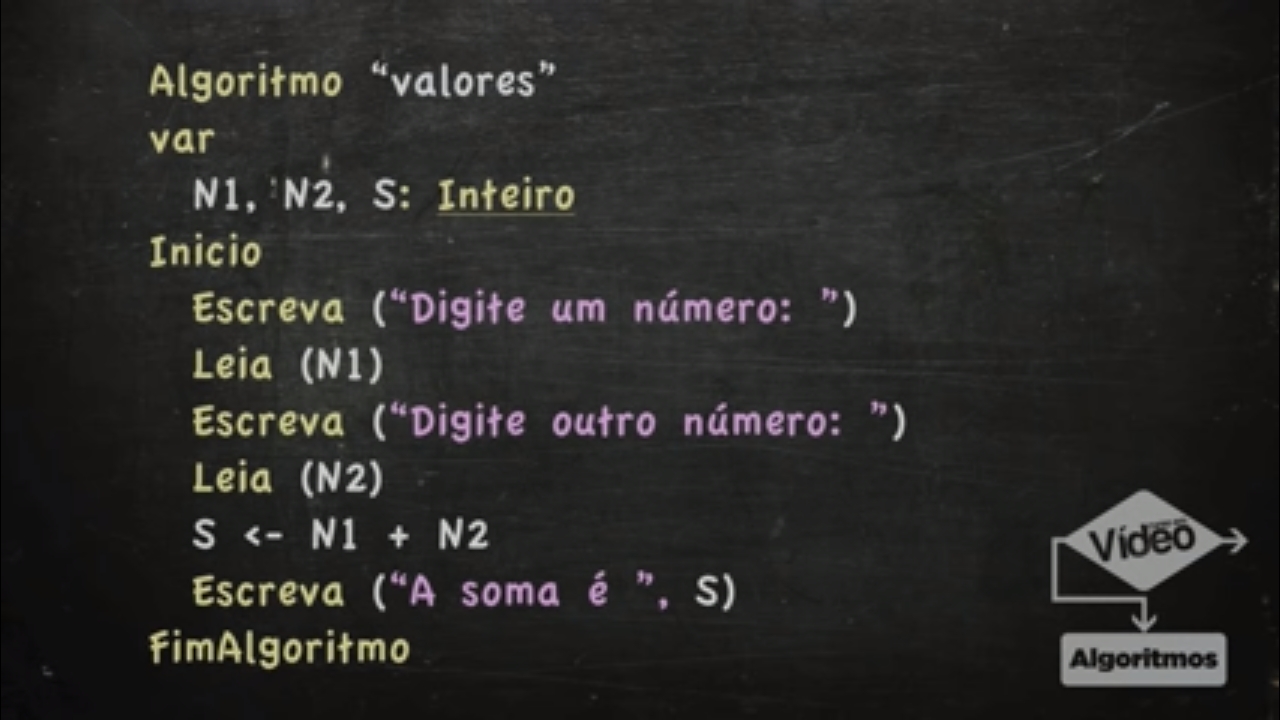 Algoritmo “valores”
var
N1, N2, S: Inteiro
Inicio
Escreva (“Digite um número: ”)
Leia (N1)
Escreva (“Digite outro número: ”)
Leia (N2)
S <- N1 + N2
Escreva (“A soma é ”, S)
FimAlgoritmo
Vídeo
Algoritmos